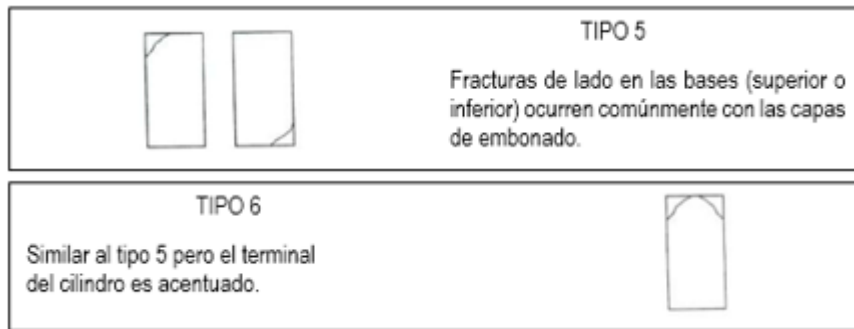 TIPO 5
Fracturas de lado en las bases (superior o
inferior) ocurren comúnmente con las capas
de embonado.
TIPO 6
Similar al tipo 5 pero el terminal
del cilindro es acentuado.